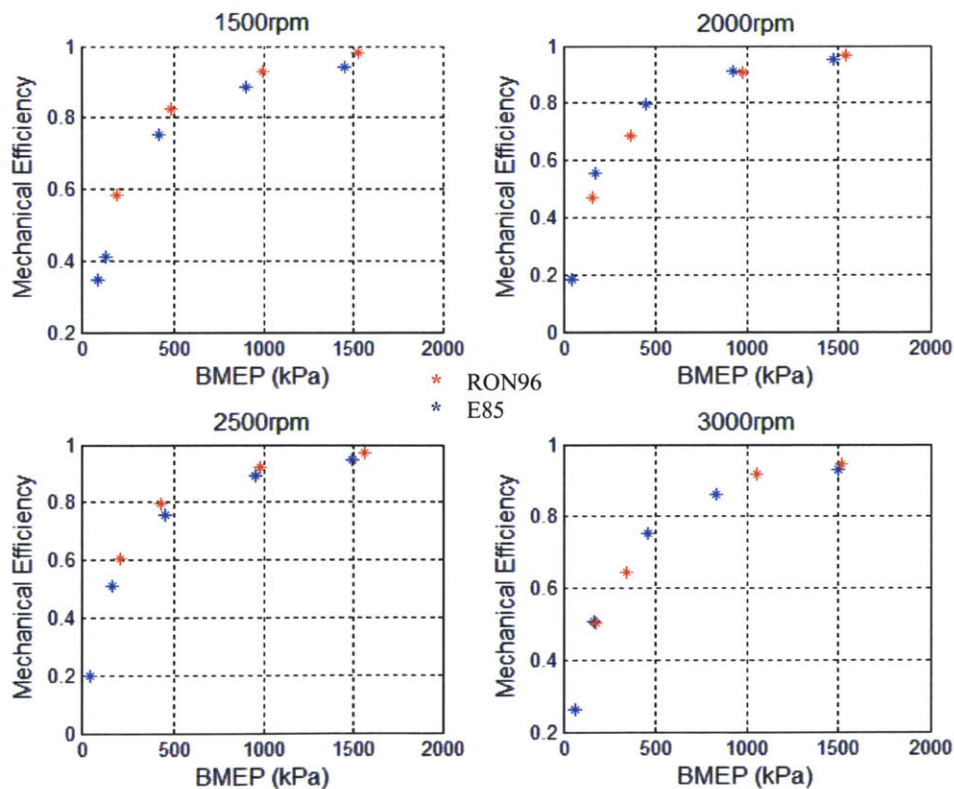 1500rpm
Mechanical Efficiency
1
0.8
0.6
0.4
0.2
0 500 1000 1500 2000
BMEP (kPa)
2000rpm
Mechanical Efficiency
1
0.8
0.6
0.4
0.2
0
0 500 1000 1500 2000
BMEP (kPa)
* RON96
* E85
2500rpm
Mechanical Efficiency
1
0.8
0.6
0.4
0.2
0
0 500 1000 1500 2000
BMEP (kPa)
3000rpm
Mechanical Efficiency
1
0.8
0.6
0.4
0.2
0 500 1000 1500 2000
BMEP (kPa)